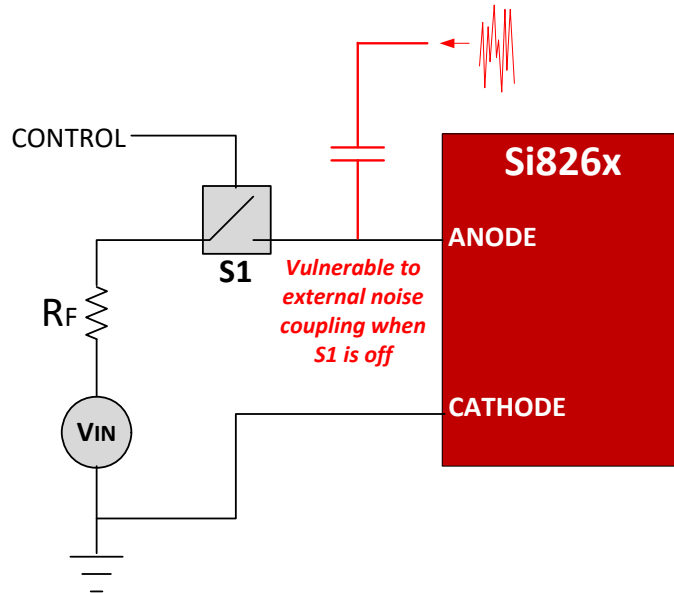 CONTROL
Si826x
ANODE
S1
Vulnerable to
external noise
coupling when
S1 is off
RF
CATHODE
VIN